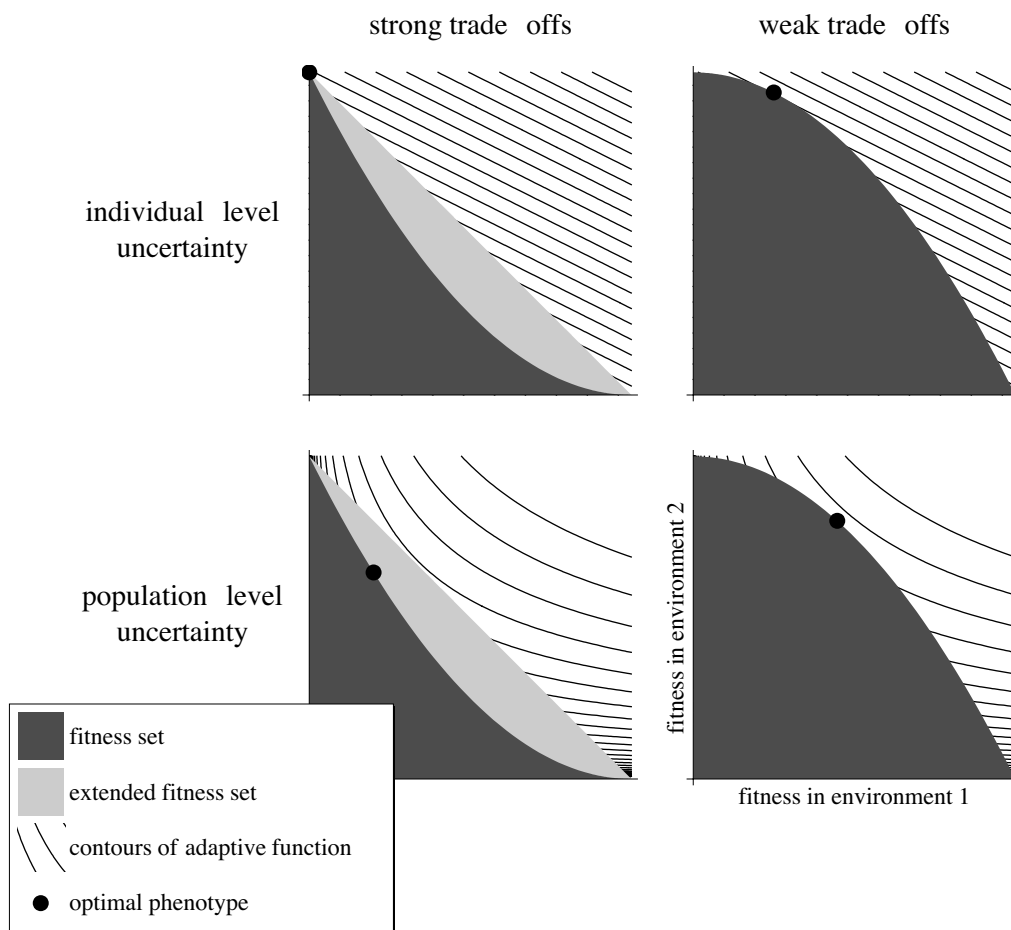 strong trade offs
weak trade offs
individual level
uncertainty
population level
uncertainty
fitness in environment 2
fitness in environment 1
fitness set
extended fitness set
contours of adaptive function
optimal phenotype